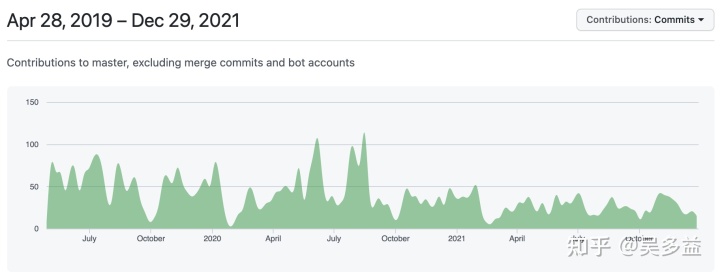 Apr 28, 2019 – Dec 29, 2021
Contributions: Commits
Contributions to master, excluding merge commits and bot accounts
150
100
50
0
July October 2020 April July October 2021 April July October
知乎 @吴多益